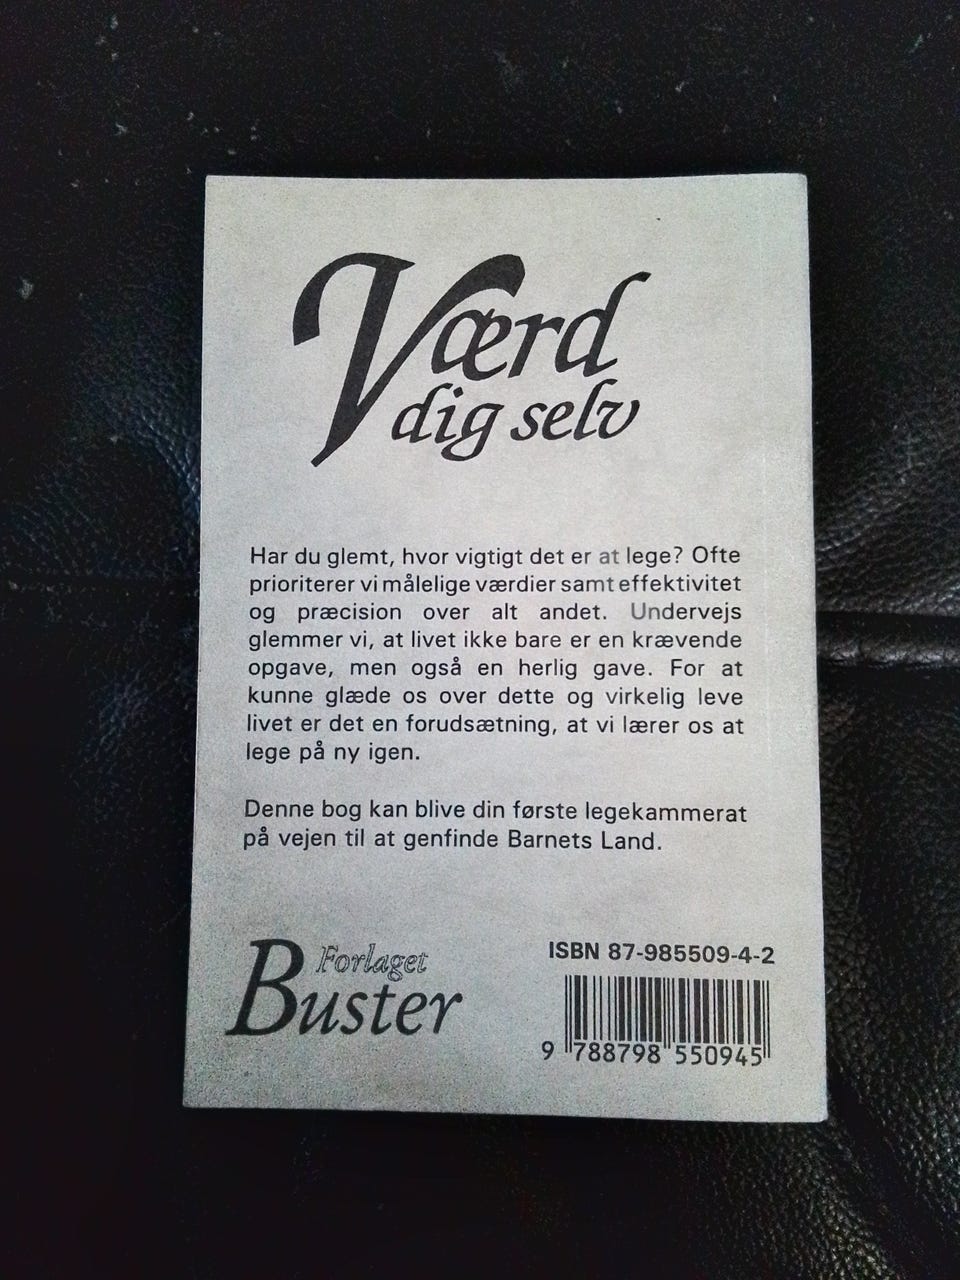 Værd
dig selv
Har du glemt, hvor vigtigt det er at lege? Ofte
prioriterer vi målelige værdier samt effektivitet
og præcision over alt andet. Undervejs
glemmer vi, at livet ikke bare er en krævende
opgave, men også en herlig gave. For at
kunne glæde os over dette og virkelig leve
livet er det en forudsætning, at vi lærer os at
lege på ny igen.
Denne bog kan blive din første legekammerat
på vejen til at genfinde Barnets Land.
Forlaget
Buster
ISBN 87-985509-4-2
9 788798 550945